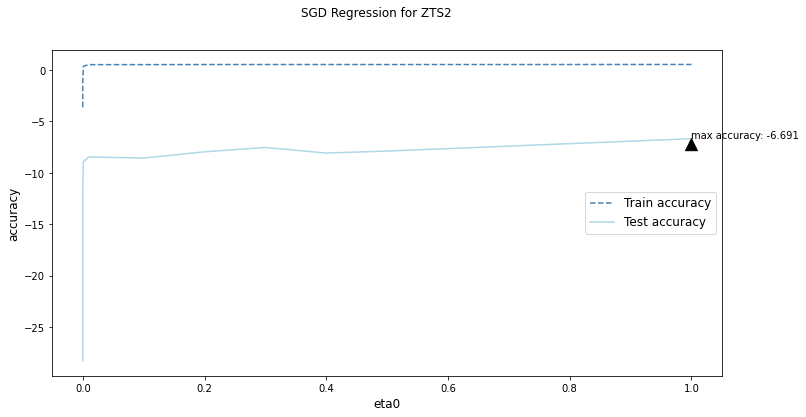 SGD Regression for ZTS2
0
−5
−10
−15
−20
−25
accuracy
max accuracy: -6.691
Train accuracy
Test accuracy
0.0 0.2 0.4 0.6 0.8 1.0
eta0